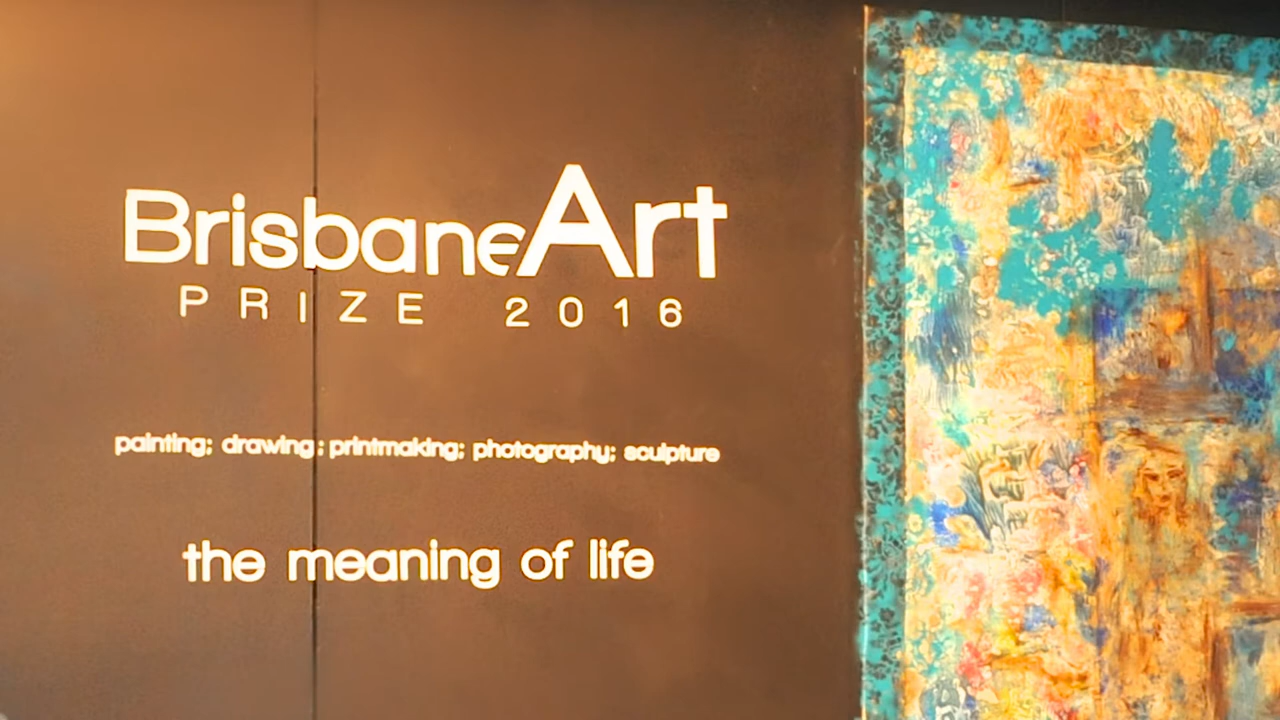 BrisbaneArt
PRIZE 2016
painting; drawing; printmaking; photography; sculpture
the meaning of life